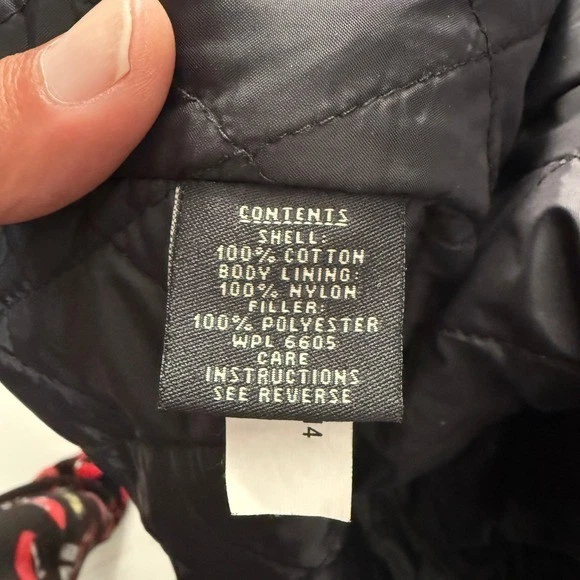 CONTENTS
SHELL:
100% COTTON
BODY LINING:
100% NYLON
FILLER:
100% POLYESTER
WPL 6605
CARE
INSTRUCTIONS
SEE REVERSE